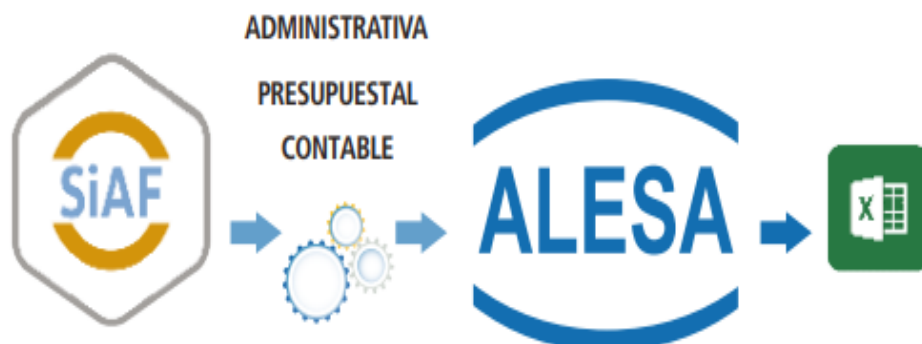 ADMINISTRATIVA
PRESUPUESTAL
CONTABLE
SiAF
ALESA
X